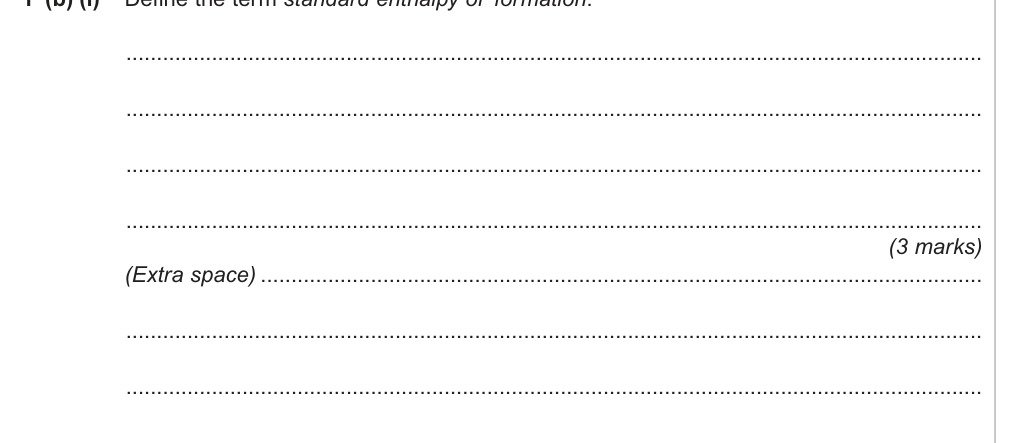 (b) (i) Define the term standard enthalpy of formation.
....................................................................................................................................................
....................................................................................................................................................
....................................................................................................................................................
....................................................................................................................................................
(3 marks)
(Extra space) .............................................................................................................................
....................................................................................................................................................
....................................................................................................................................................